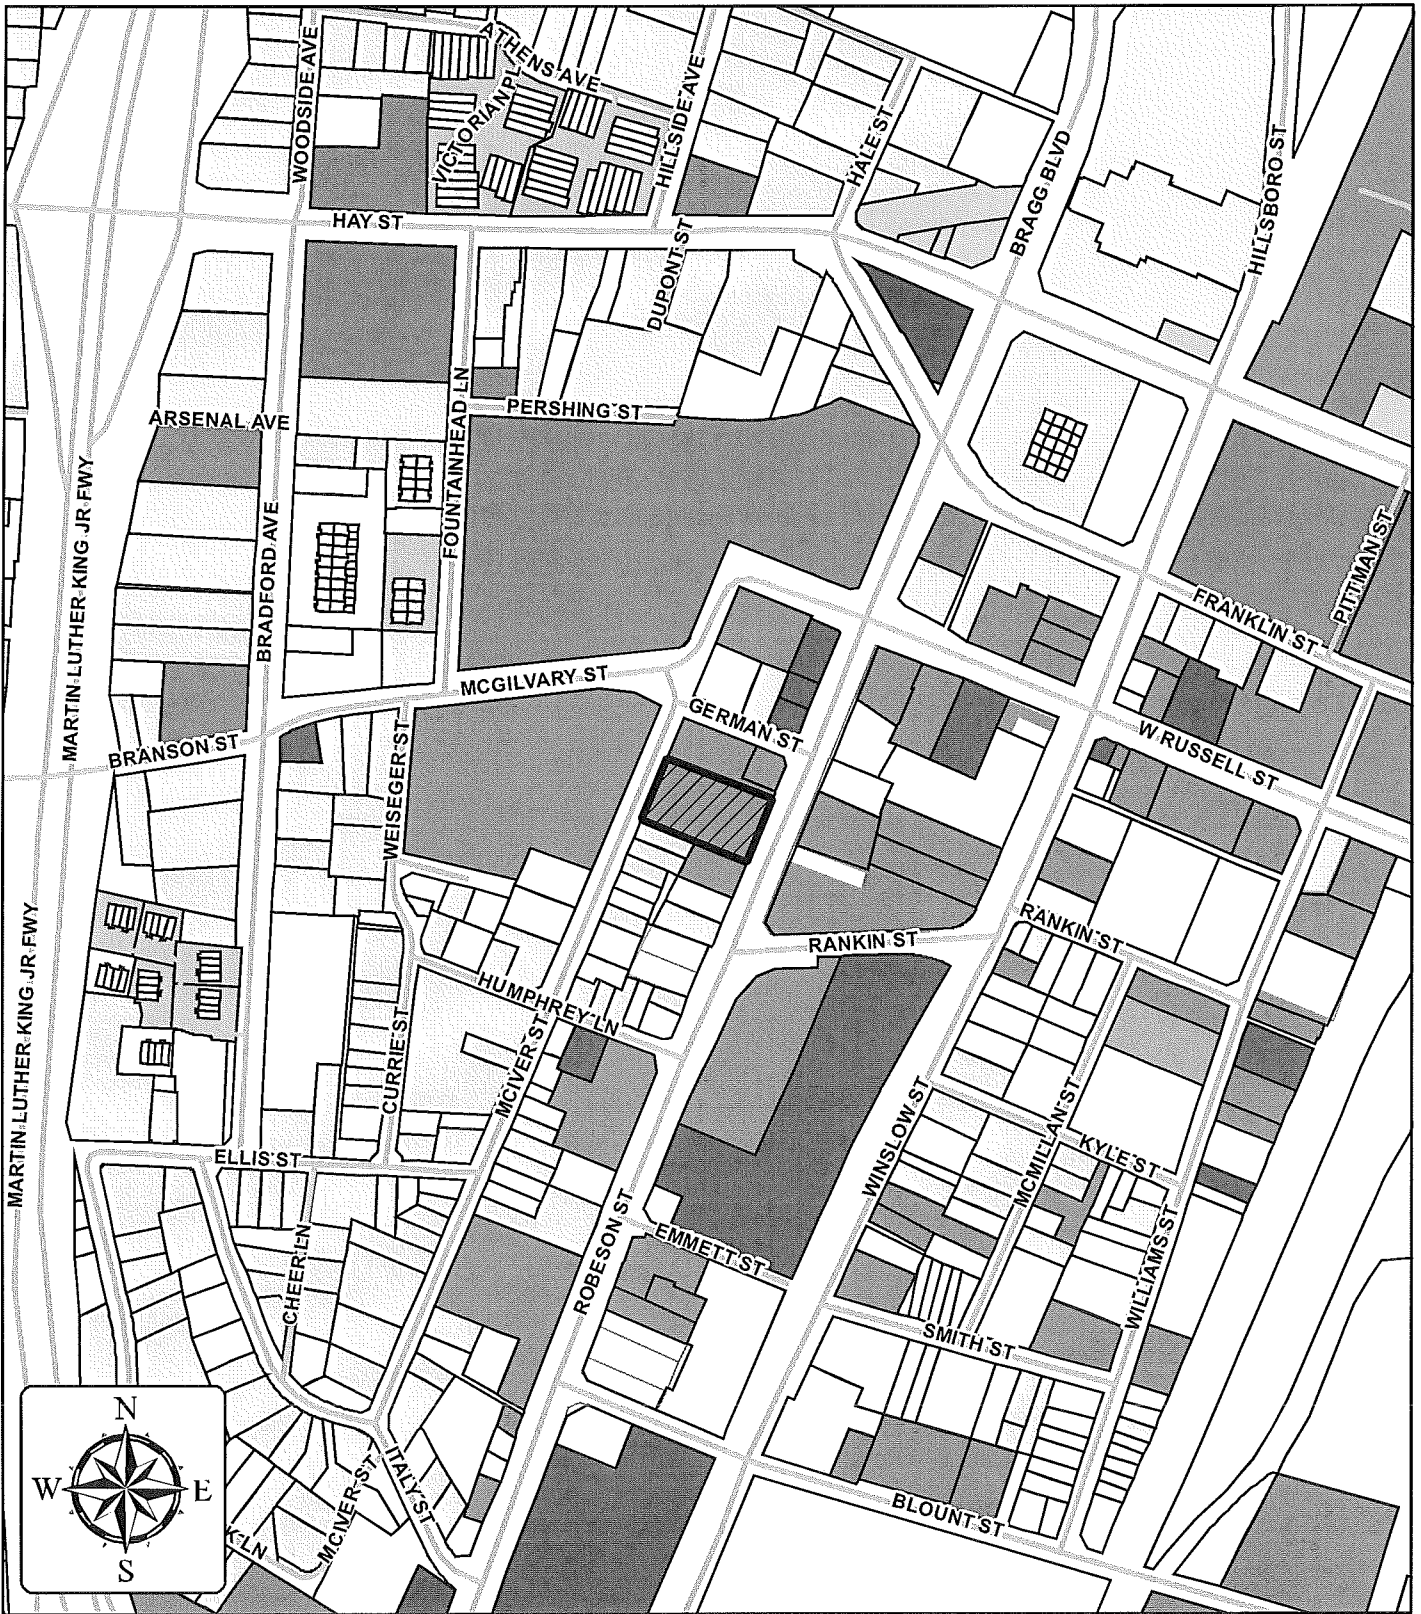 ATHENS AVE
WOODSIDE AVE
VICTORIAN PL
HILLSIDE AVE
HALE ST
BRAGG BLVD
HILLSBORO ST
HAY ST
DUPONT ST
FOUNTAINHEAD LN
PERSHING ST
ARSENAL AVE
MARTIN LUTHER KING JR FWY
BRADFORD AVE
PITTMAN ST
FRANKLIN ST
MCGILVARY ST
GERMAN ST
W RUSSELL ST
BRANSON ST
WEISEGER ST
MARTIN LUTHER KING JR FWY
RANKIN ST
RANKIN ST
HUMPHREY LN
CURRIE ST
MCIVER ST
WINSLOW ST
MCMILLAN ST
KYLE ST
ELLIS ST
CHEER LN
ROBESON ST
EMMETT ST
WILLIAMS ST
SMITH ST
N
W
E
S
ITALY ST
MCIVER ST
K LN
BLOUNT ST